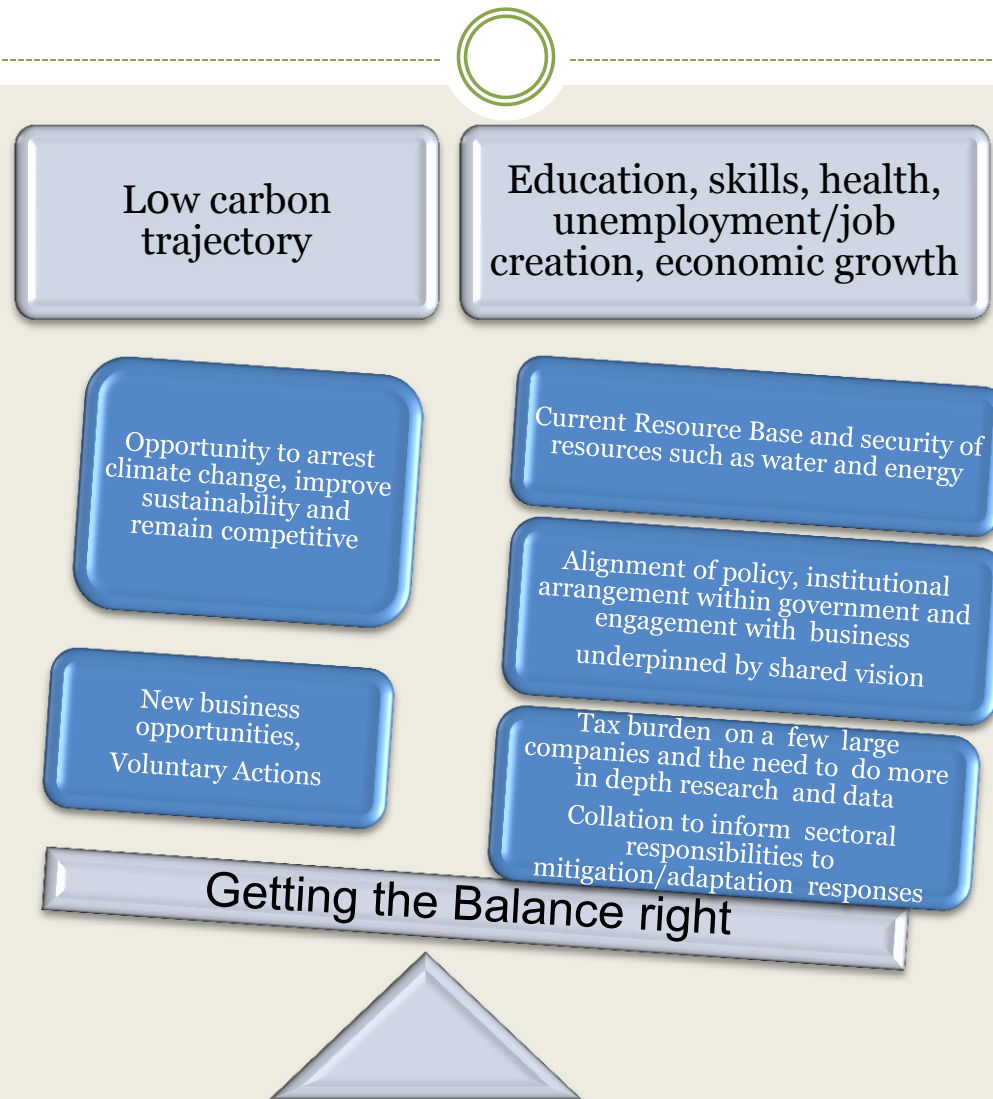 Low carbon
trajectory
Education, skills, health,
unemployment/job
creation, economic growth
Opportunity to arrest
climate change, improve
sustainability and
remain competitive
New business
opportunities,
Voluntary Actions
Current Resource Base and security of
resources such as water and energy
Alignment of policy, institutional
arrangement within government and
engagement with business
underpinned by shared vision
Tax burden on a few large
companies and the need to do more
in depth research and data
Collation to inform sectoral
responsibilities to
mitigation/adaptation responses
Getting the Balance right